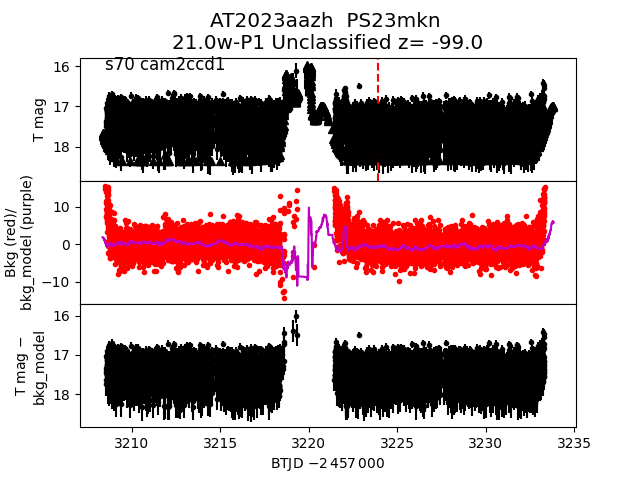 AT2023aazh PS23mkn
21.0w-P1 Unclassified z= -99.0
s70 cam2ccd1
16
17
18
T mag
10
0
−10
Bkg (red)/
bkg_model (purple)
16
17
18
T mag −
bkg_model
3210 3215 3220 3225 3230 3235
BTJD −2 457 000